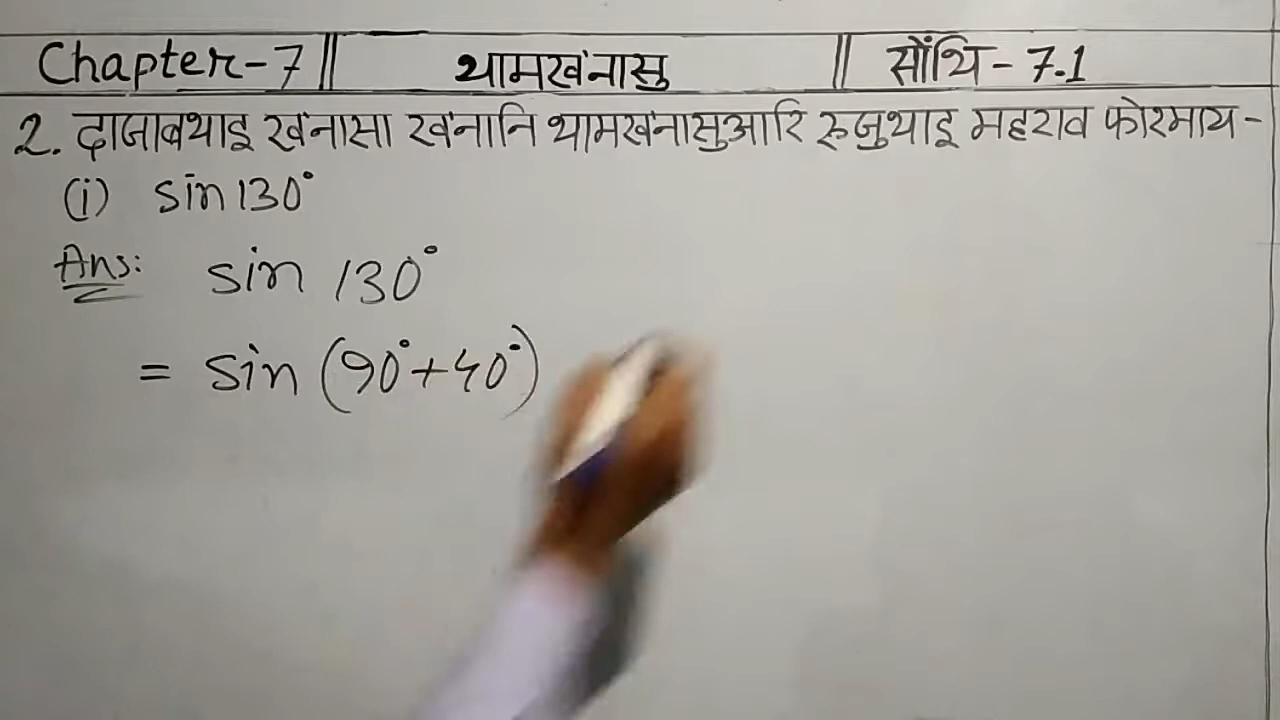 Chapter-7 || थामख'नासु || सोंथि - 7.1
2. दाजाबथाइ ख'नासा ख'नानि थामख'नासुआरि रुजुथाइ महराव फोरमाय-
(i) sin 130°
Ans: sin 130°
= sin (90° + 40°)